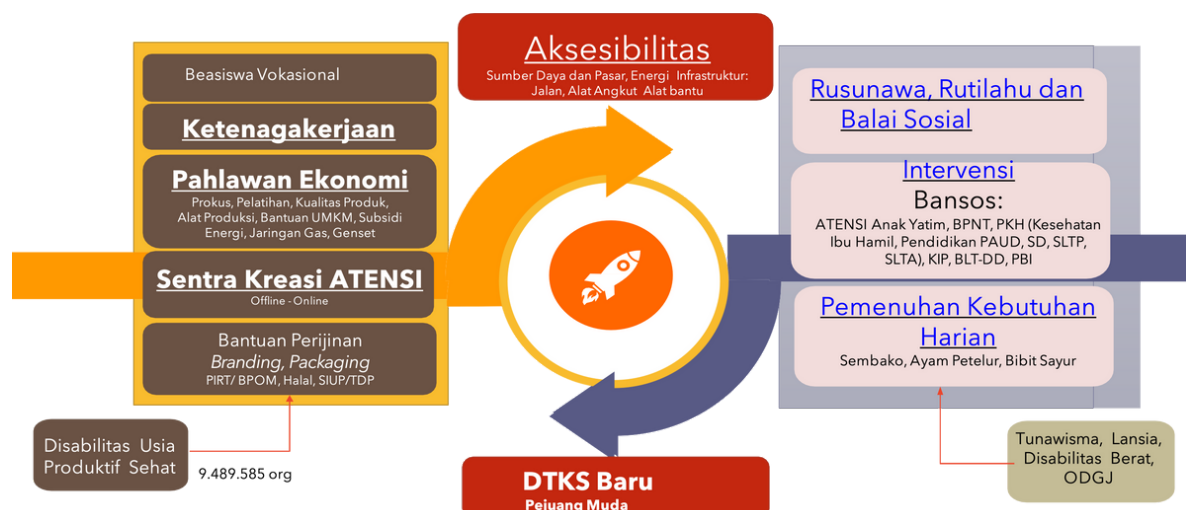 Aksesibilitas
Sumber Daya dan Pasar, Energi Infrastruktur:
Jalan, Alat Angkut Alat bantu
Beasiswa Vokasional
Ketenagakerjaan
Pahlawan Ekonomi
Prokus, Pelatihan, Kualitas Produk,
Alat Produksi, Bantuan UMKM, Subsidi
Energi, Jaringan Gas, Genset
Sentra Kreasi ATENSI
Offline - Online
Bantuan Perijinan
Branding, Packaging
PIRT/ BPOM, Halal, SIUP/TDP
Disabilitas Usia
Produktif Sehat
9.489.585 org
Rusunawa, Rutilahu dan
Balai Sosial
Intervensi
Bansos:
ATENSI Anak Yatim, BPNT, PKH (Kesehatan
Ibu Hamil, Pendidikan PAUD, SD, SLTP,
SLTA), KIP, BLT-DD, PBI
Pemenuhan Kebutuhan
Harian
Sembako, Ayam Petelur, Bibit Sayur
Tunawisma, Lansia,
Disabilitas Berat,
ODGJ
DTKS Baru
Pejuang Muda